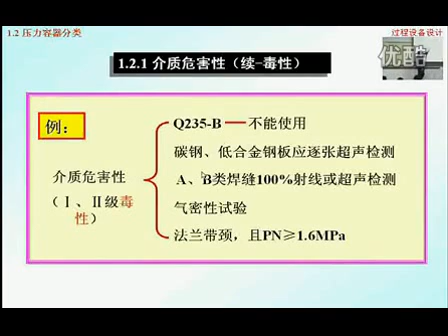 1.2 压力容器分类
过程设备设计
优酷
1.2.1 介质危害性（续-毒性）
例：
介质危害性
（Ⅰ、Ⅱ级毒
性）
Q235-B — 不能使用
碳钢、低合金钢板应逐张超声检测
A、B类焊缝100%射线或超声检测
气密性试验
法兰带颈，且PN≥1.6MPa